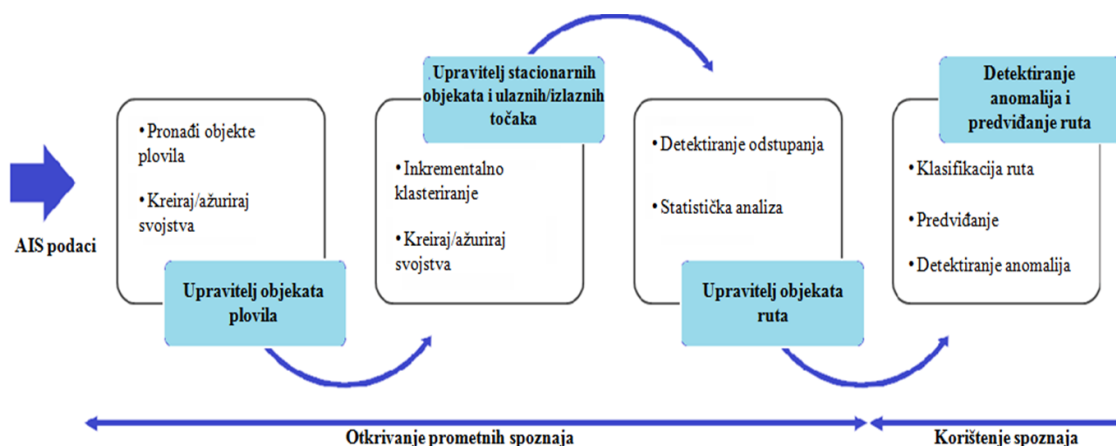 AIS podaci
• Pronađi objekte
plovila
• Kreiraj/ažuriraj
svojstva
Upravitelj objekata
plovila
Upravitelj stacionarnih
objekata i ulaznih/izlaznih
točaka
• Inkrementalno
klasteriranje
• Kreiraj/ažuriraj
svojstva
• Detektiranje odstupanja
• Statistička analiza
Upravitelj objekata
ruta
Detektiranje
anomalija i
predviđanje ruta
• Klasifikacija ruta
• Predviđanje
• Detektiranje anomalija
Otkrivanje prometnih spoznaja
Korištenje spoznaja